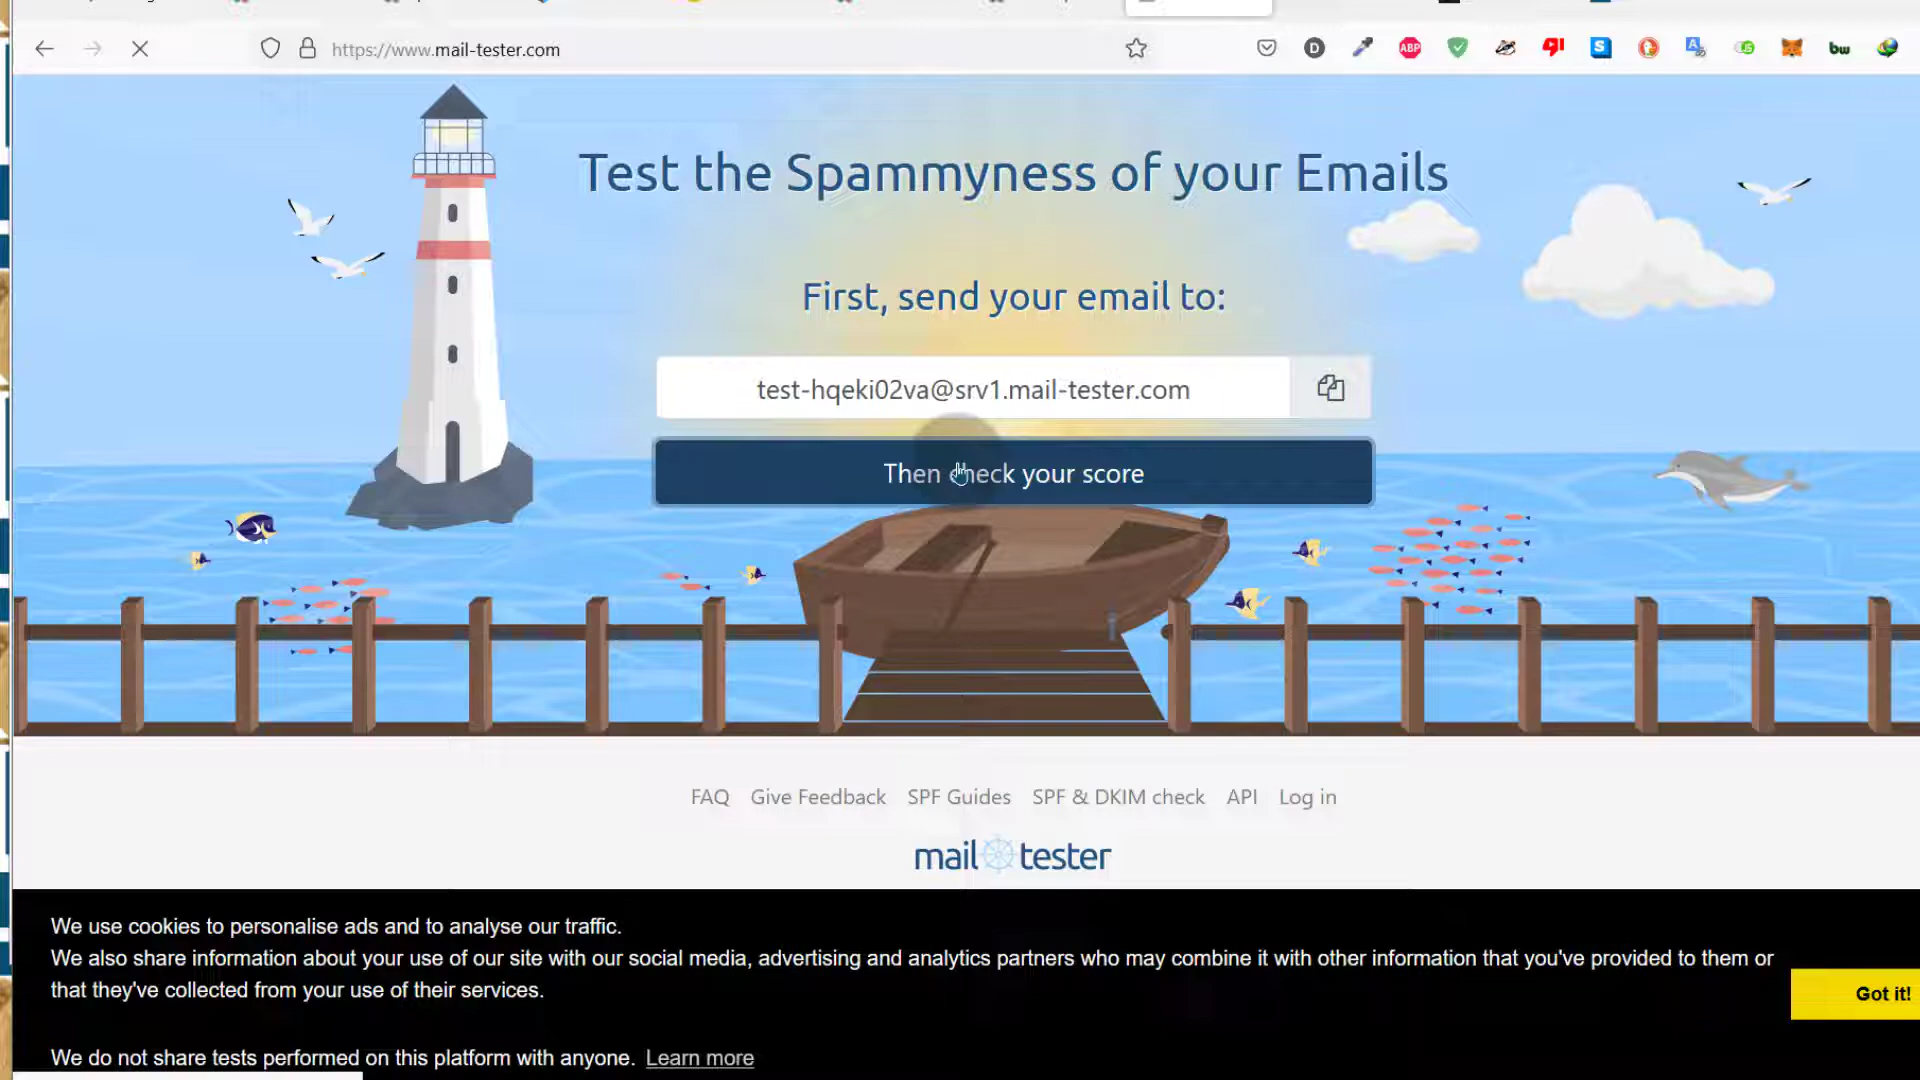 https://www.mail-tester.com
D
ABP
S
bw
Test the Spammyness of your Emails
First, send your email to:
test-hqeki02va@srv1.mail-tester.com
Then check your score
FAQ Give Feedback SPF Guides SPF & DKIM check API Log in
mail tester
We use cookies to personalise ads and to analyse our traffic.
We also share information about your use of our site with our social media, advertising and analytics partners who may combine it with other information that you've provided to them or
that they've collected from your use of their services.
Got it!
We do not share tests performed on this platform with anyone. Learn more